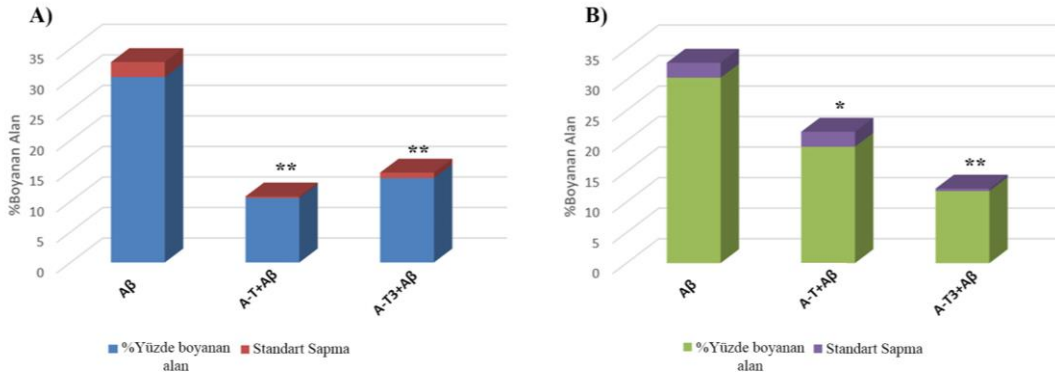 A)
35
30
25
20
15
10
5
0
%Boyanan Alan
**
**
Aβ
A-T+Aβ
A-T3+Aβ
%Yüzde boyanan
alan
Standart Sapma
B)
35
30
25
20
15
10
5
0
%Boyanan Alan
*
**
Aβ
A-T+Aβ
A-T3+Aβ
%Yüzde boyanan
alan
Standart Sapma